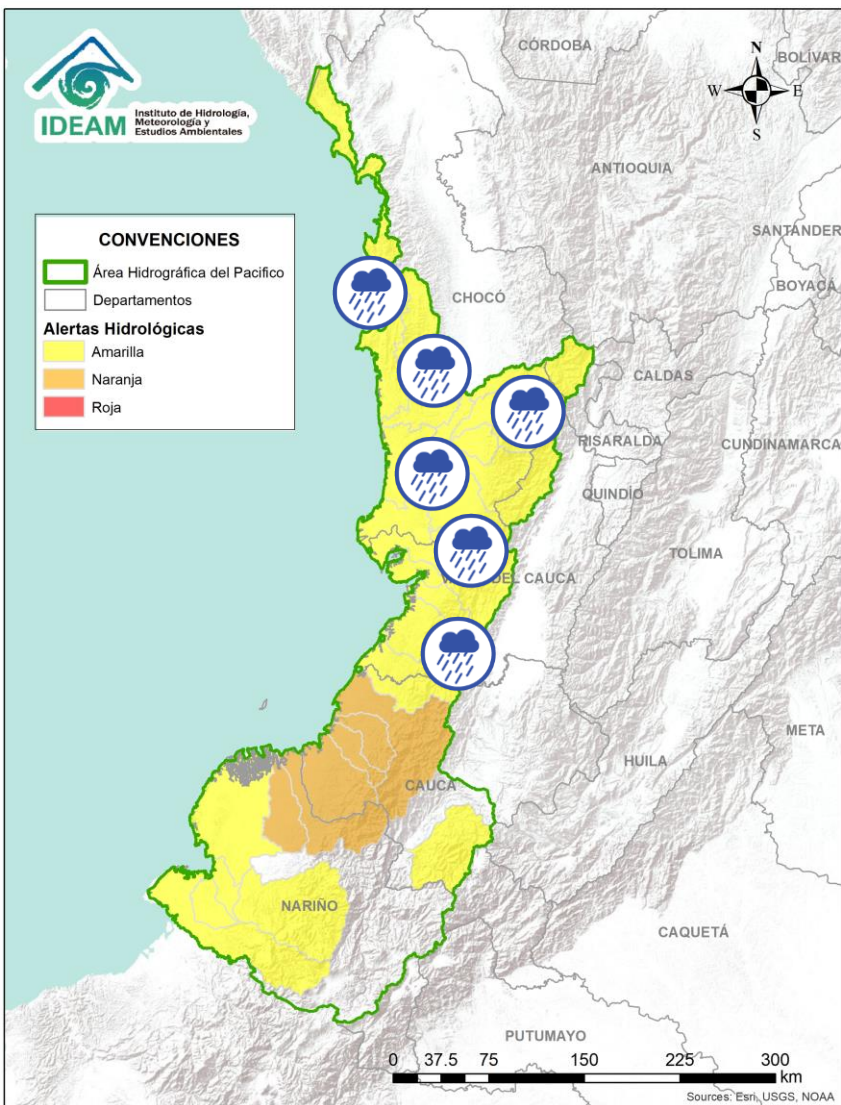 IDEAM
Instituto de Hidrología,
Meteorología y
Estudios Ambientales
CÓRDOBA
BOLÍVAR
N
W E
S
ANTIOQUIA
SANTANDER
BOYACÁ
CONVENCIONES
Área Hidrográfica del Pacifico
Departamentos
Alertas Hidrológicas
Amarilla
Naranja
Roja
CHOCÓ
CALDAS
RISARALDA
CUNDINAMARCA
QUINDÍO
TOLIMA
DEL CAUCA
META
HUILA
CAUCA
NARIÑO
CAQUETÁ
PUTUMAYO
0 37.5 75 150 225 300
km
Sources: Esri, USGS, NOAA